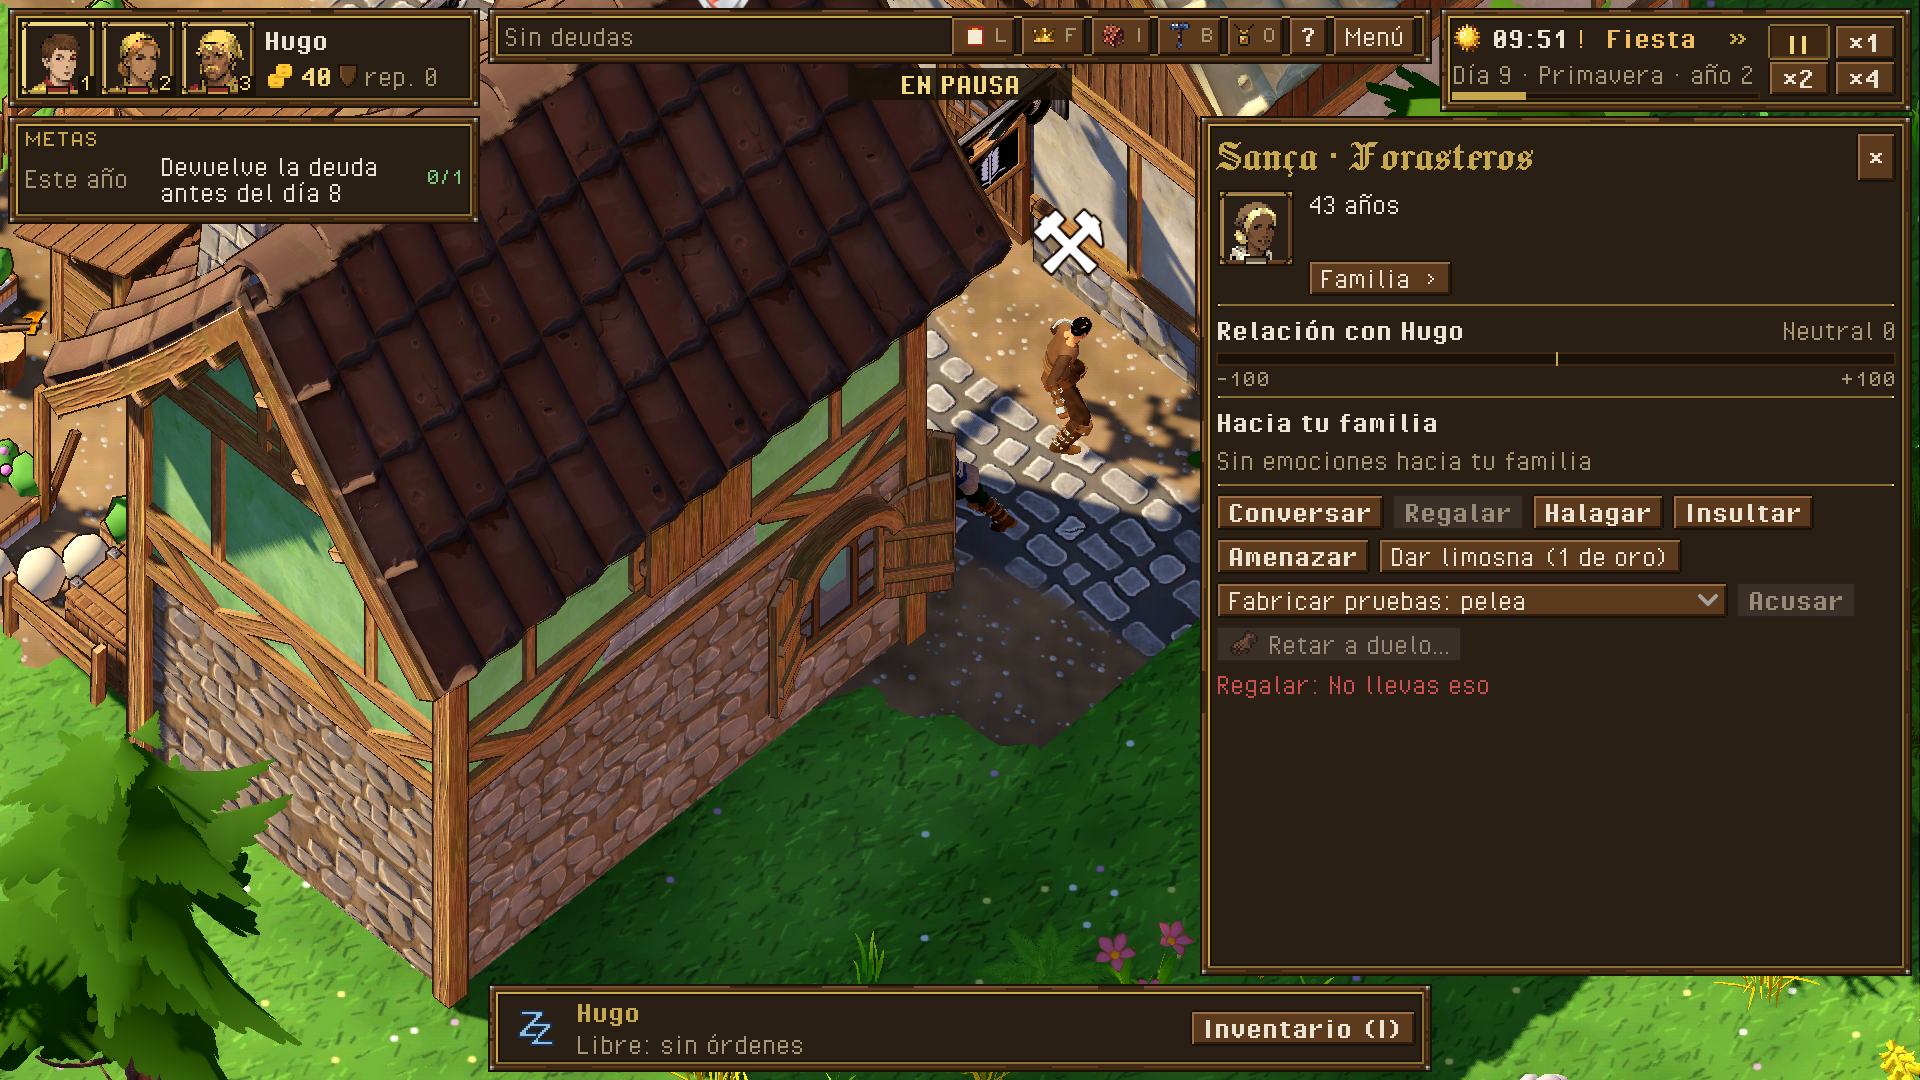 1
2
3
Hugo
40 rep. 0
METAS
Este año
Devuelve la deuda
antes del día 8
0/1
Sin deudas
L
F
I
B
O
?
Menú
EN PAUSA
09:51! Fiesta »
Día 9 · Primavera · año 2
x1
x2
x4
Sança · Forasteros
×
43 años
Familia ›
Relación con Hugo Neutral 0
-100 +100
Hacia tu familia
Sin emociones hacia tu familia
Conversar Regalar Halagar Insultar
Amenazar Dar limosna (1 de oro)
Fabricar pruebas: pelea Acusar
Retar a duelo...
Regalar: No llevas eso
Hugo
Libre: sin órdenes
Inventario (I)